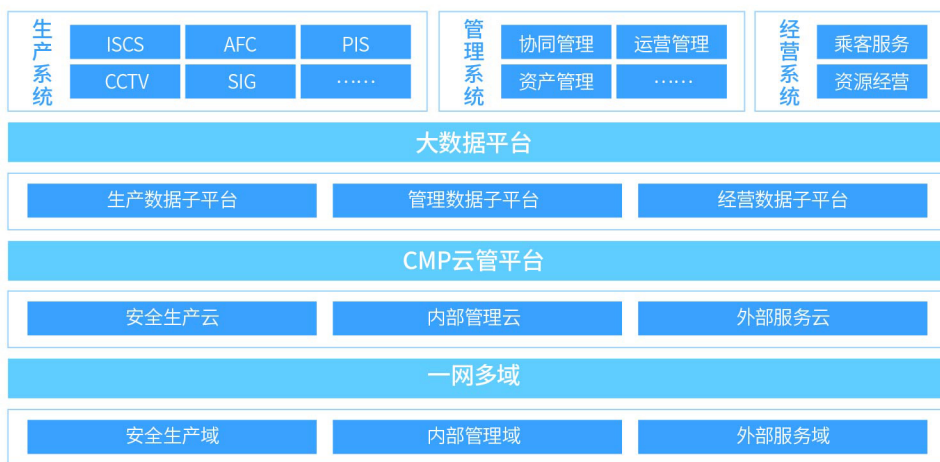 生产系统
ISCS AFC PIS
CCTV SIG ……
管理系统
协同管理 运营管理
资产管理 ……
经营系统
乘客服务
资源经营
大数据平台
生产数据子平台 管理数据子平台 经营数据子平台
CMP云管平台
安全生产云 内部管理云 外部服务云
一网多域
安全生产域 内部管理域 外部服务域